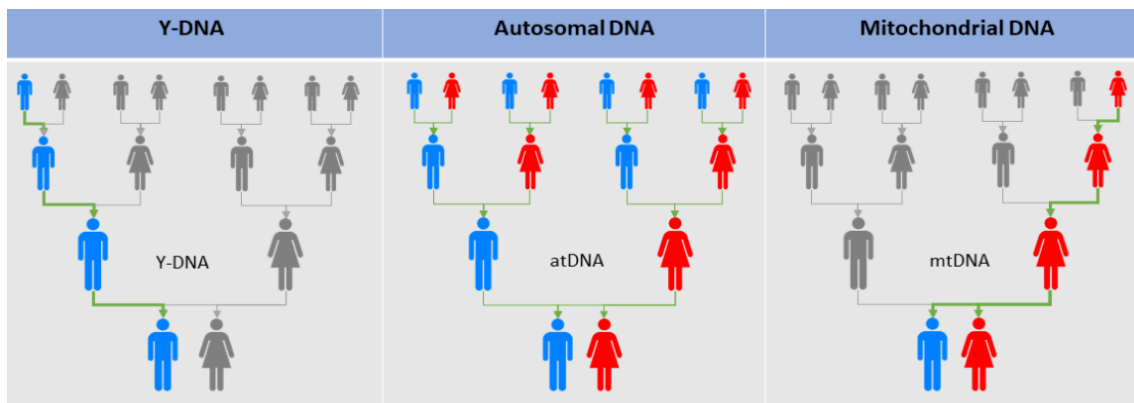 Y-DNA
Autosomal DNA
Mitochondrial DNA
Y-DNA
atDNA
mtDNA